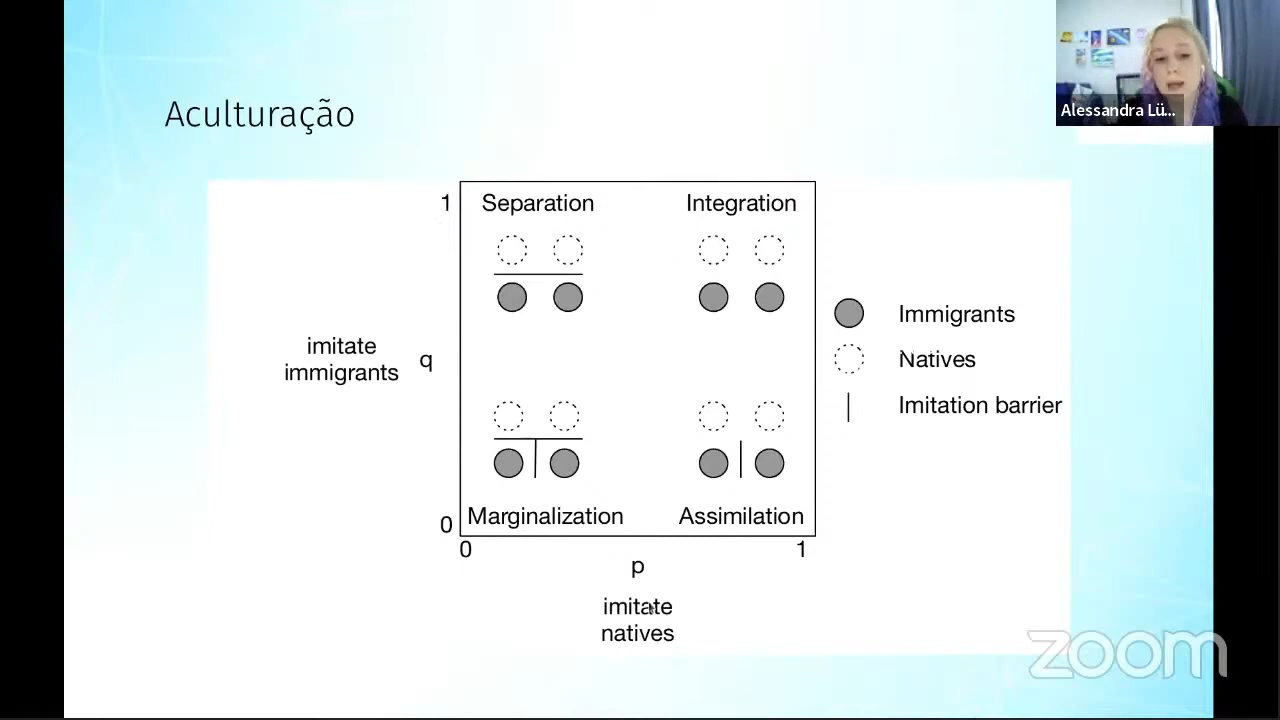 Alessandra Lü...
Aculturação
1
Separation
Integration
imitate
immigrants
q
Immigrants
Natives
Imitation barrier
Marginalization
Assimilation
0
0
1
p
imitate
natives
zoom